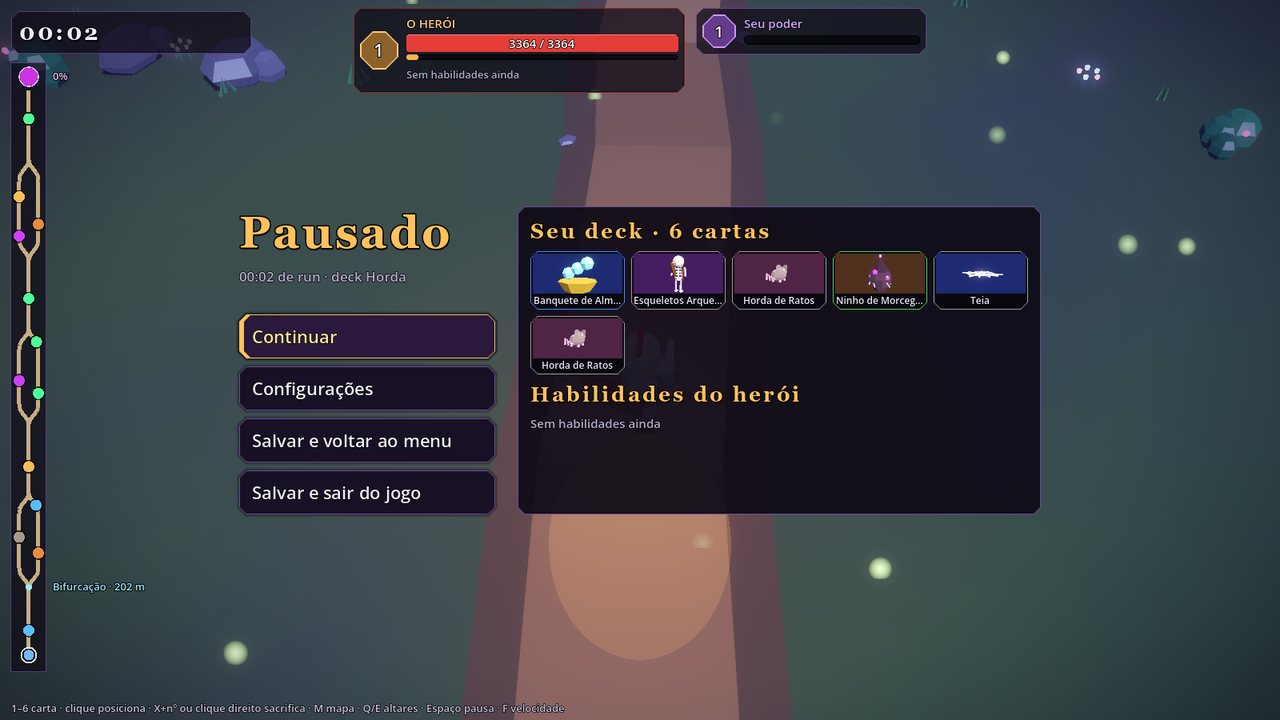 00:02
O HERÓI
1
3364 / 3364
Sem habilidades ainda
1
Seu poder
0%
Pausado
00:02 de run · deck Horda
Continuar
Configurações
Salvar e voltar ao menu
Salvar e sair do jogo
Seu deck · 6 cartas
Banquete de Alm...
Esqueletos Arque...
Horda de Ratos
Ninho de Morceg...
Teia
Horda de Ratos
Habilidades do herói
Sem habilidades ainda
Bifurcação · 202 m
1–6 carta · clique posiciona · X+nº ou clique direito sacrifica · M mapa · Q/E altares · Espaço pausa · F velocidade